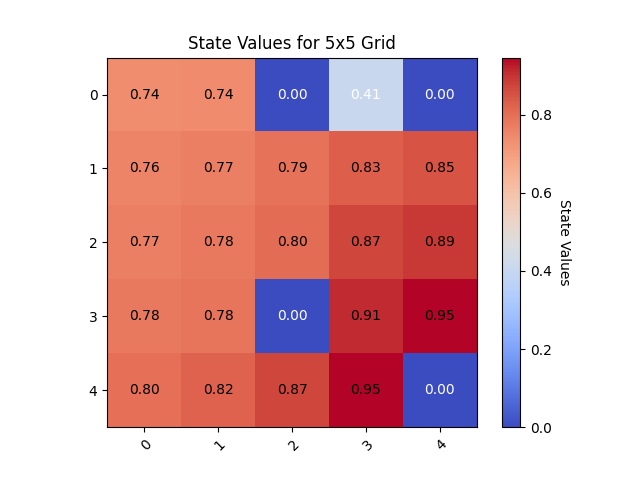 State Values for 5x5 Grid
0 0.74 0.74 0.00 0.41 0.00
1 0.76 0.77 0.79 0.83 0.85
2 0.77 0.78 0.80 0.87 0.89
3 0.78 0.78 0.00 0.91 0.95
4 0.80 0.82 0.87 0.95 0.00
0 1 2 3 4
0.8
0.6
0.4
0.2
0.0
State Values